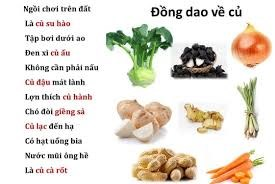 Đồng dao về củ
Ngồi chơi trên đất
Là củ su hào
Tập bơi dưới ao
Đen xì củ ấu
Không cần phải nấu
Củ đậu mát lành
Lợn thích củ hành
Chó đòi giềng sả
Củ lạc đến hạ
Có hạt uống bia
Nước mũi ông hề
Là củ cà rốt